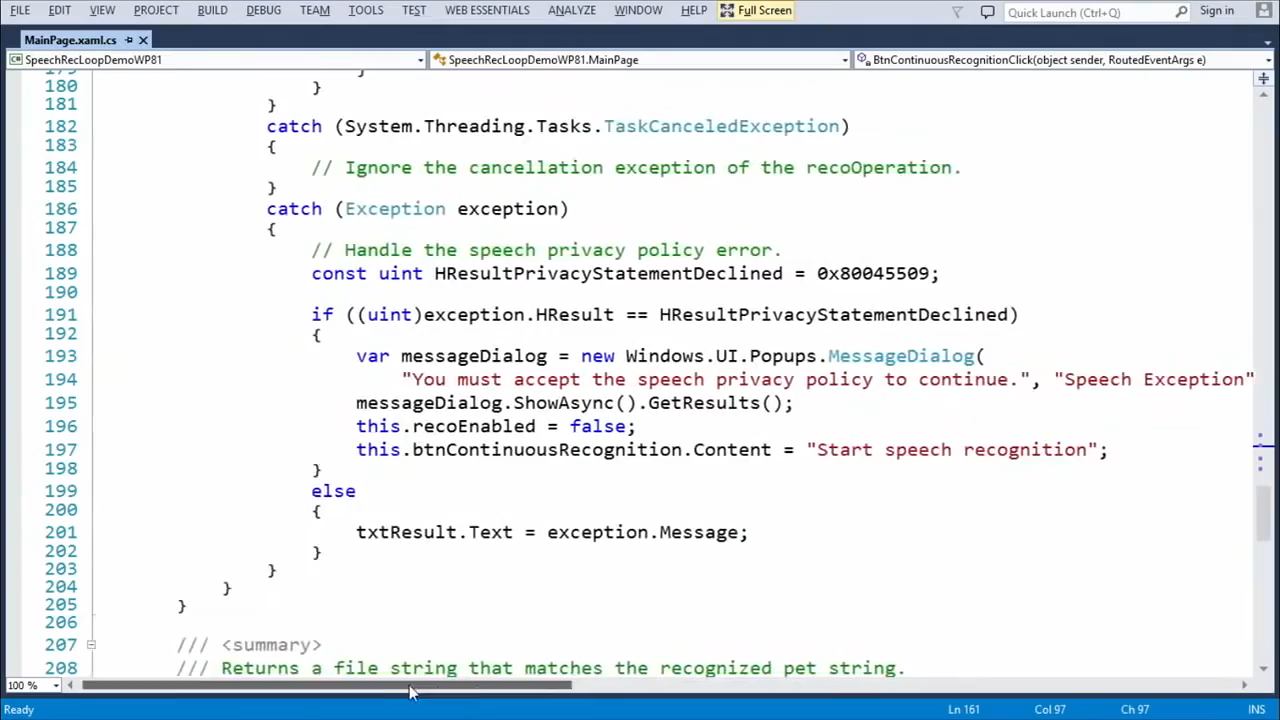 FILE EDIT VIEW PROJECT BUILD DEBUG TEAM TOOLS TEST WEB ESSENTIALS ANALYZE WINDOW HELP Full Screen Quick Launch (Ctrl+Q) Sign in
MainPage.xaml.cs
SpeechRecLoopDemoWP81 SpeechRecLoopDemoWP81.MainPage BtnContinuousRecognitionClick(object sender, RoutedEventArgs e)
179 }
180 }
181 }
182 catch (System.Threading.Tasks.TaskCanceledException)
183 {
184 // Ignore the cancellation exception of the recoOperation.
185 }
186 catch (Exception exception)
187 {
188 // Handle the speech privacy policy error.
189 const uint HResultPrivacyStatementDeclined = 0x80045509;
190
191 if ((uint)exception.HResult == HResultPrivacyStatementDeclined)
192 {
193 var messageDialog = new Windows.UI.Popups.MessageDialog(
194 "You must accept the speech privacy policy to continue.", "Speech Exception"
195 messageDialog.ShowAsync().GetResults();
196 this.recoEnabled = false;
197 this.btnContinuousRecognition.Content = "Start speech recognition";
198 }
199 else
200 {
201 txtResult.Text = exception.Message;
202 }
203 }
204 }
205 }
206
207 /// <summary>
208 /// Returns a file string that matches the recognized pet string.
100 %
Ready Ln 161 Col 97 Ch 97 INS